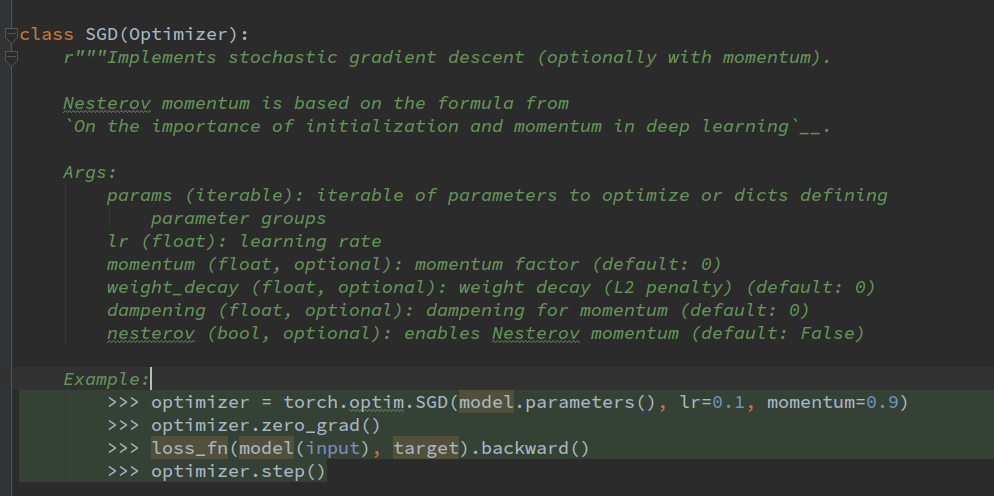 class SGD(Optimizer):
r"""Implements stochastic gradient descent (optionally with momentum).
Nesterov momentum is based on the formula from
`On the importance of initialization and momentum in deep learning`__.
Args:
params (iterable): iterable of parameters to optimize or dicts defining
parameter groups
lr (float): learning rate
momentum (float, optional): momentum factor (default: 0)
weight_decay (float, optional): weight decay (L2 penalty) (default: 0)
dampening (float, optional): dampening for momentum (default: 0)
nesterov (bool, optional): enables Nesterov momentum (default: False)
Example:
>>> optimizer = torch.optim.SGD(model.parameters(), lr=0.1, momentum=0.9)
>>> optimizer.zero_grad()
>>> loss_fn(model(input), target).backward()
>>> optimizer.step()